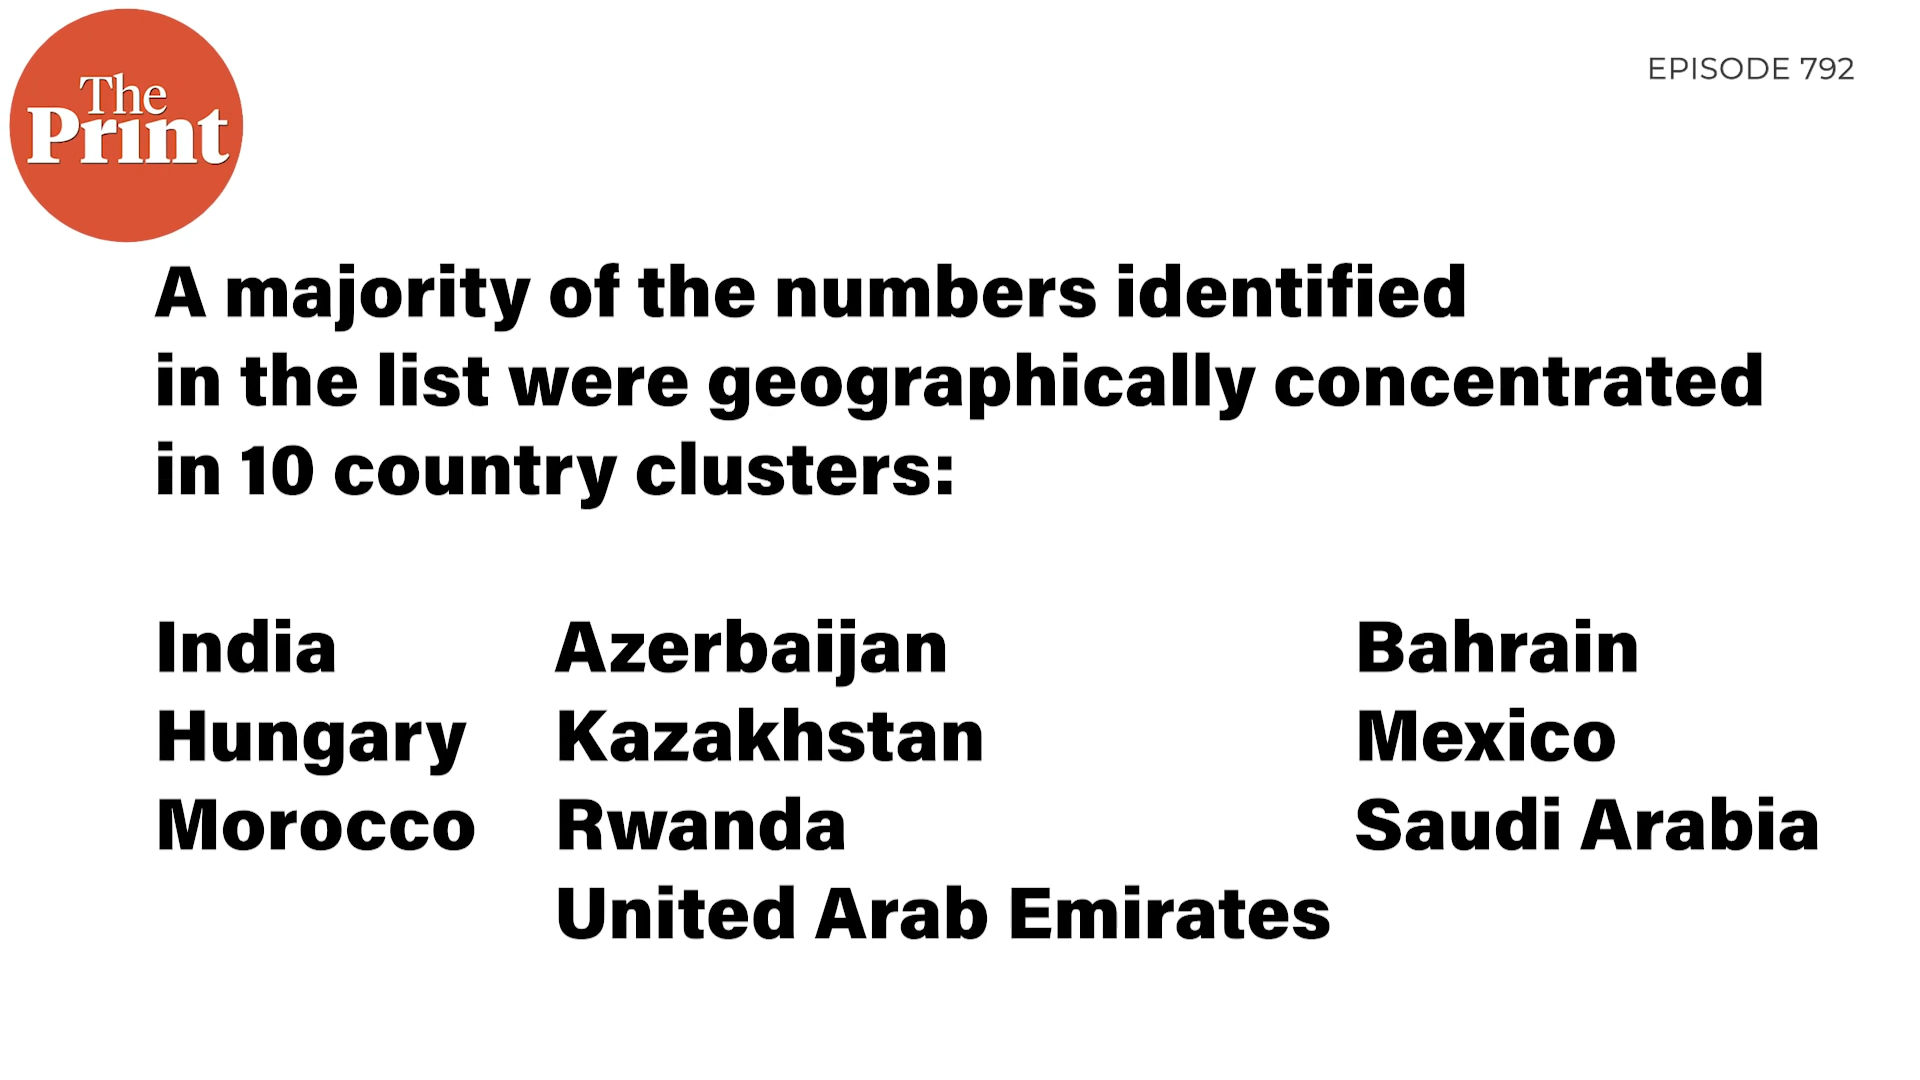 The
Print
EPISODE 792
A majority of the numbers identified
in the list were geographically concentrated
in 10 country clusters:
India
Hungary
Morocco
Azerbaijan
Kazakhstan
Rwanda
United Arab Emirates
Bahrain
Mexico
Saudi Arabia